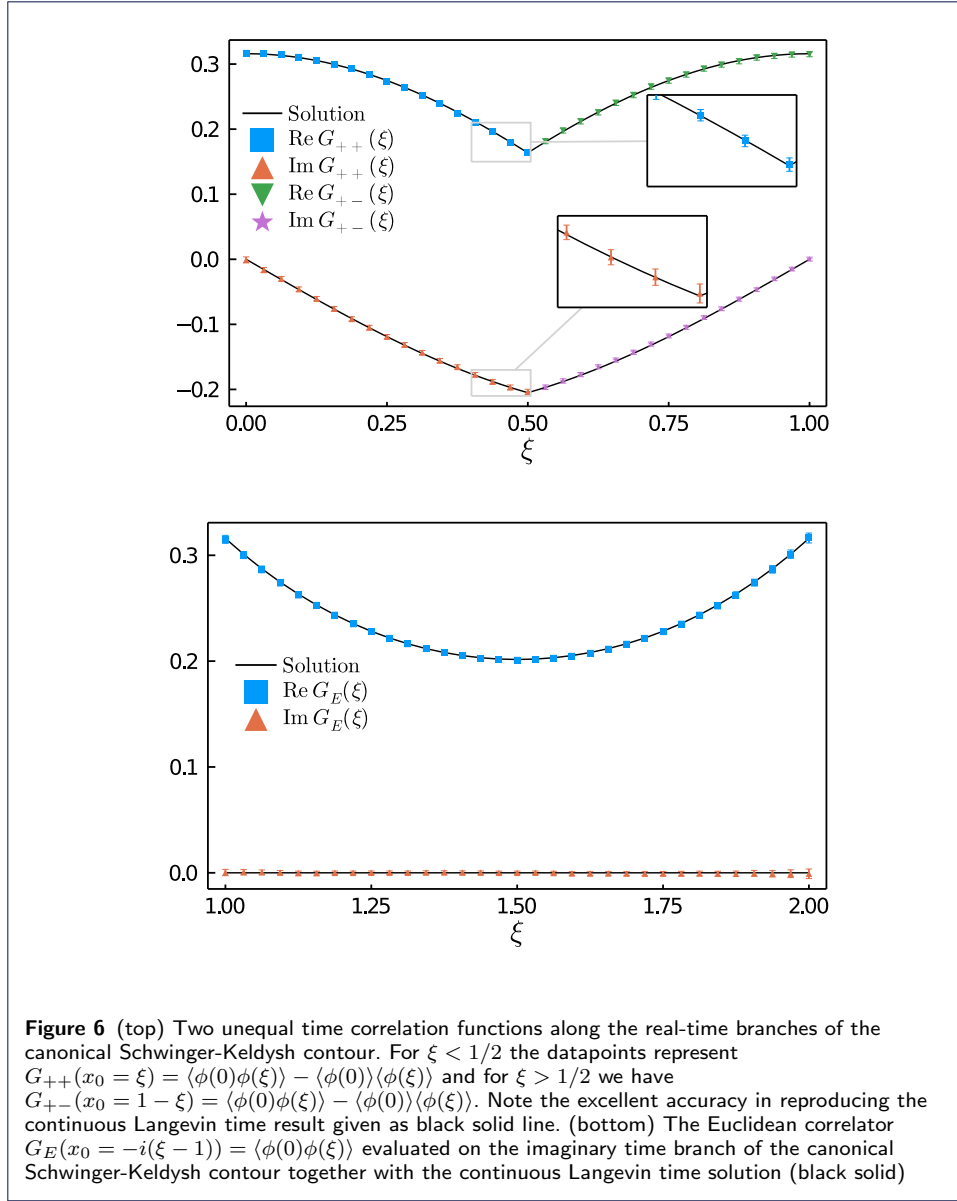 0.3
0.2
0.1
0.0
−0.1
−0.2
Solution
Re G₊₊(ξ)
Im G₊₊(ξ)
Re G₊₋(ξ)
Im G₊₋(ξ)
0.00 0.25 0.50 0.75 1.00
ξ
0.3
0.2
0.1
0.0
Solution
Re G_E(ξ)
Im G_E(ξ)
1.00 1.25 1.50 1.75 2.00
ξ
Figure 6 (top) Two unequal time correlation functions along the real-time branches of the
canonical Schwinger-Keldysh contour. For ξ < 1/2 the datapoints represent
G₊₊(x₀ = ξ) = ⟨ϕ(0)ϕ(ξ)⟩ − ⟨ϕ(0)⟩⟨ϕ(ξ)⟩ and for ξ > 1/2 we have
G₊₋(x₀ = 1 − ξ) = ⟨ϕ(0)ϕ(ξ)⟩ − ⟨ϕ(0)⟩⟨ϕ(ξ)⟩. Note the excellent accuracy in reproducing the
continuous Langevin time result given as black solid line. (bottom) The Euclidean correlator
G_E(x₀ = −i(ξ − 1)) = ⟨ϕ(0)ϕ(ξ)⟩ evaluated on the imaginary time branch of the canonical
Schwinger-Keldysh contour together with the continuous Langevin time solution (black solid)